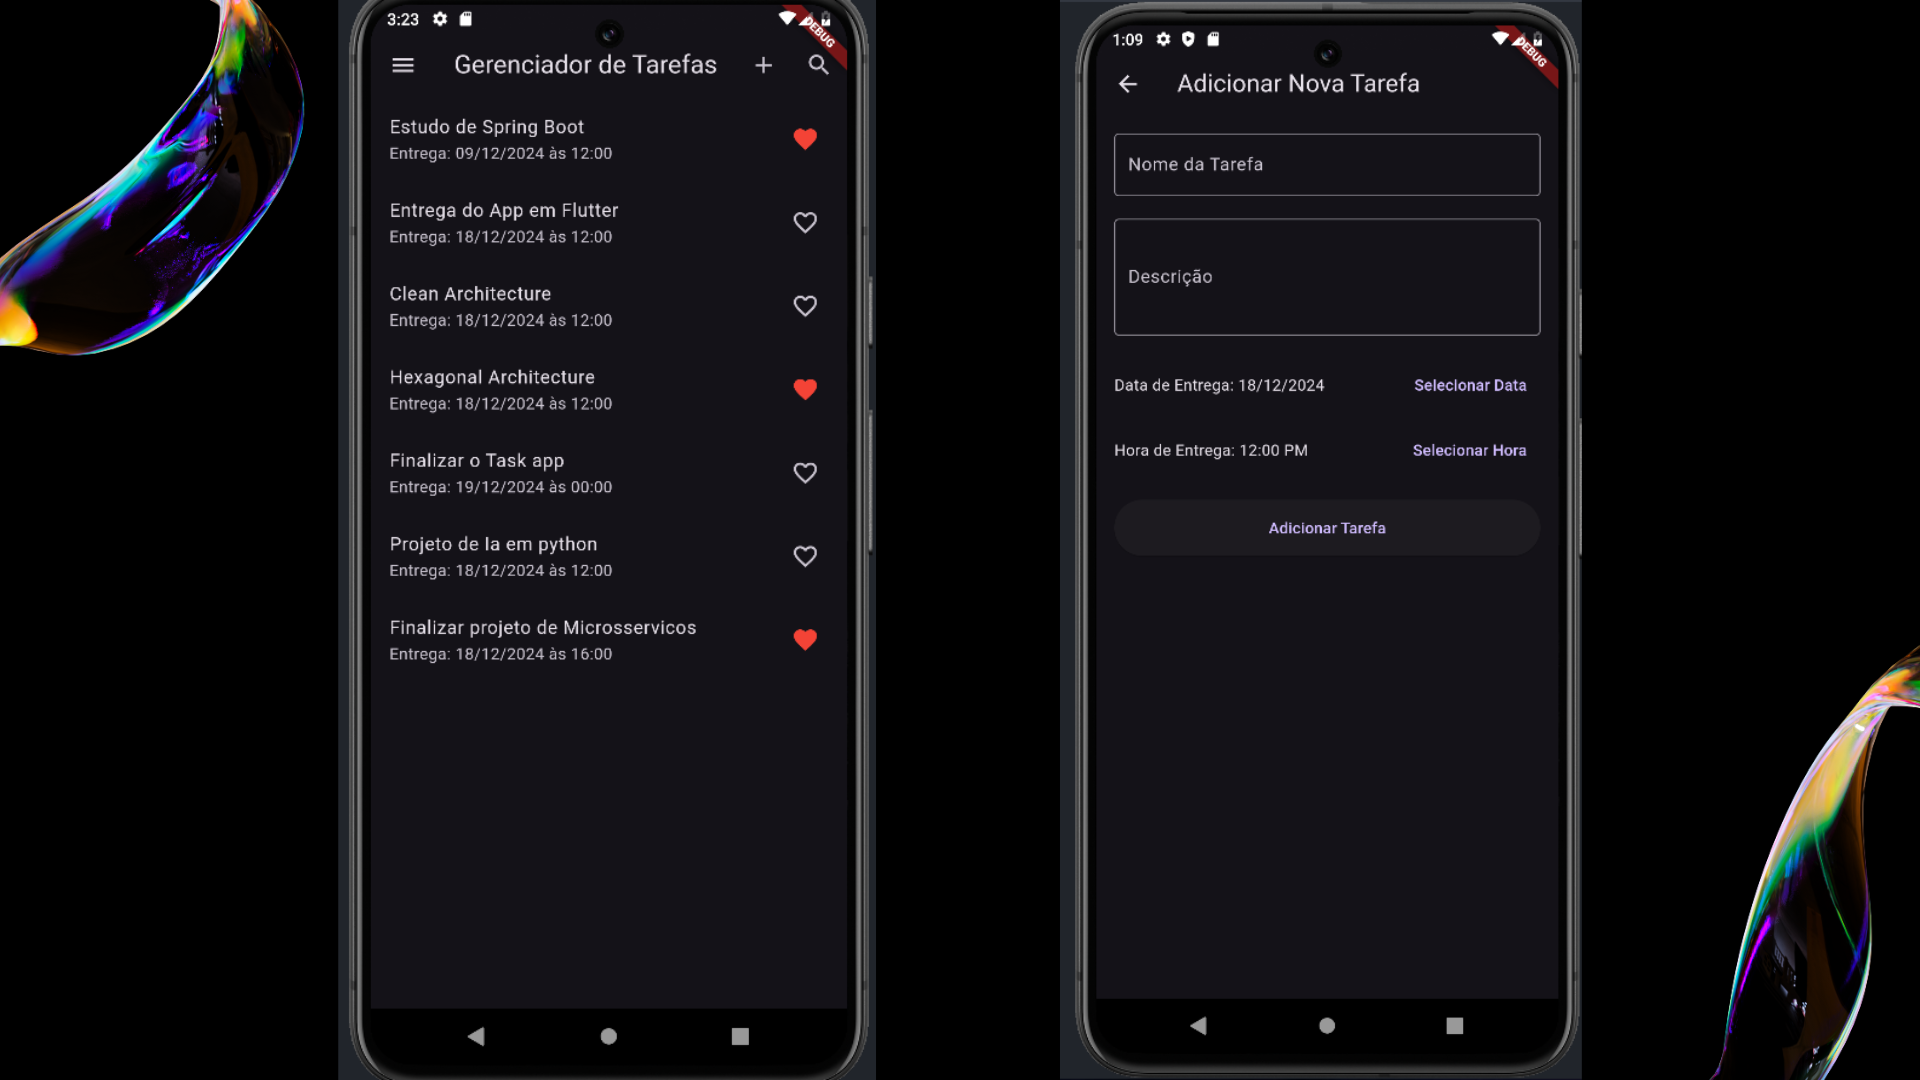 3:23
DEBUG
Gerenciador de Tarefas
Estudo de Spring Boot
Entrega: 09/12/2024 às 12:00
Entrega do App em Flutter
Entrega: 18/12/2024 às 12:00
Clean Architecture
Entrega: 18/12/2024 às 12:00
Hexagonal Architecture
Entrega: 18/12/2024 às 12:00
Finalizar o Task app
Entrega: 19/12/2024 às 00:00
Projeto de Ia em python
Entrega: 18/12/2024 às 12:00
Finalizar projeto de Microsservicos
Entrega: 18/12/2024 às 16:00
1:09
DEBUG
Adicionar Nova Tarefa
Nome da Tarefa
Descrição
Data de Entrega: 18/12/2024
Selecionar Data
Hora de Entrega: 12:00 PM
Selecionar Hora
Adicionar Tarefa